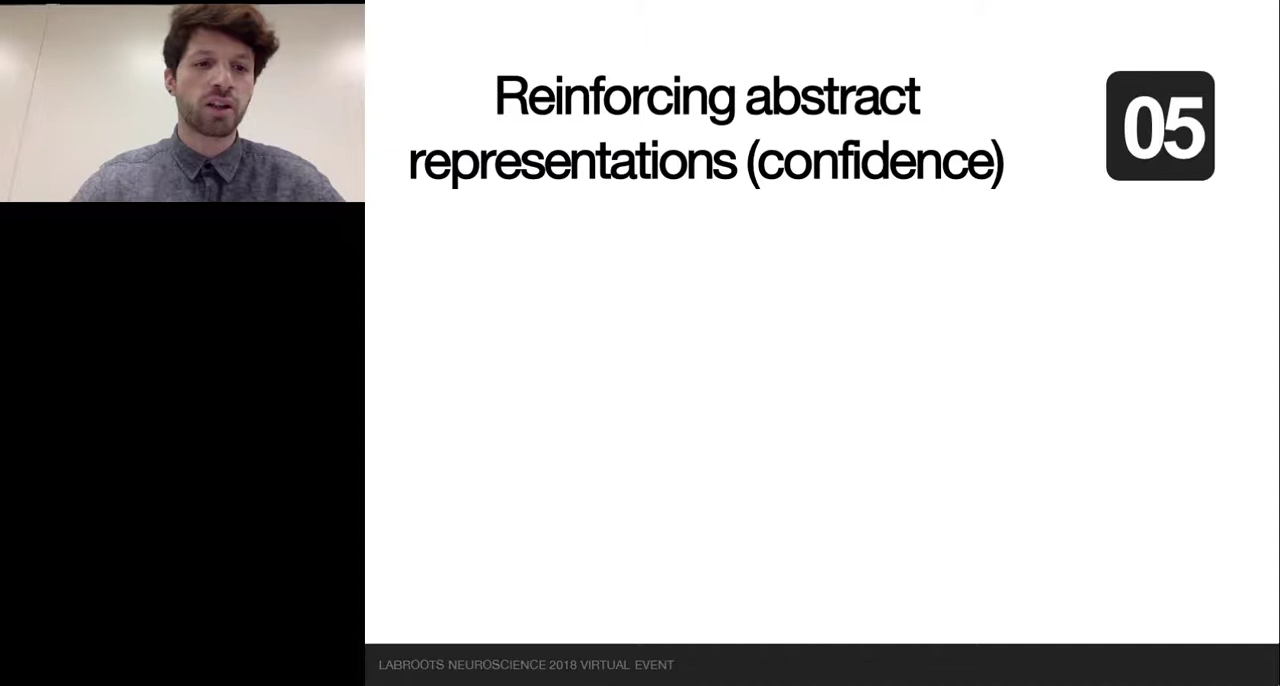 Reinforcing abstract
representations (confidence)
05
LABROOTS NEUROSCIENCE 2018 VIRTUAL EVENT